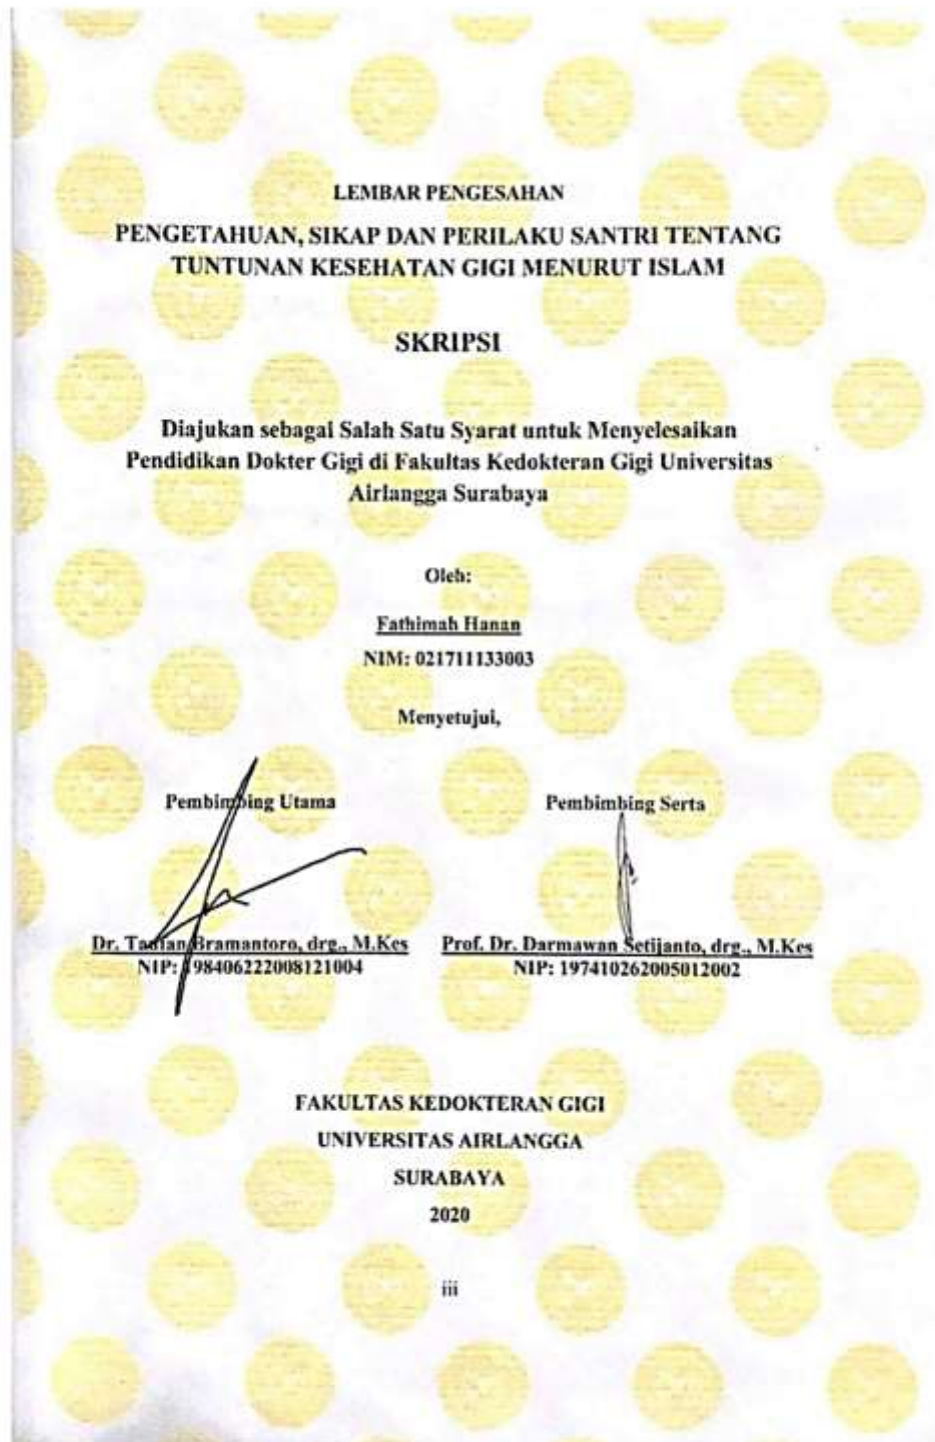 LEMBAR PENGESAHAN
PENGETAHUAN, SIKAP DAN PERILAKU SANTRI TENTANG
TUNTUNAN KESEHATAN GIGI MENURUT ISLAM
SKRIPSI
Diajukan sebagai Salah Satu Syarat untuk Menyelesaikan
Pendidikan Dokter Gigi di Fakultas Kedokteran Gigi Universitas
Airlangga Surabaya
Oleh:
Fathimah Hanan
NIM: 021711133003
Menyetujui,
Pembimbing Utama
Pembimbing Serta
Dr. Bramantoro, drg., M.Kes
NIP: 198406222008121004
Prof. Dr. Darmawan Setijanto, drg., M.Kes
NIP: 197410262005012002
FAKULTAS KEDOKTERAN GIGI
UNIVERSITAS AIRLANGGA
SURABAYA
2020
iii